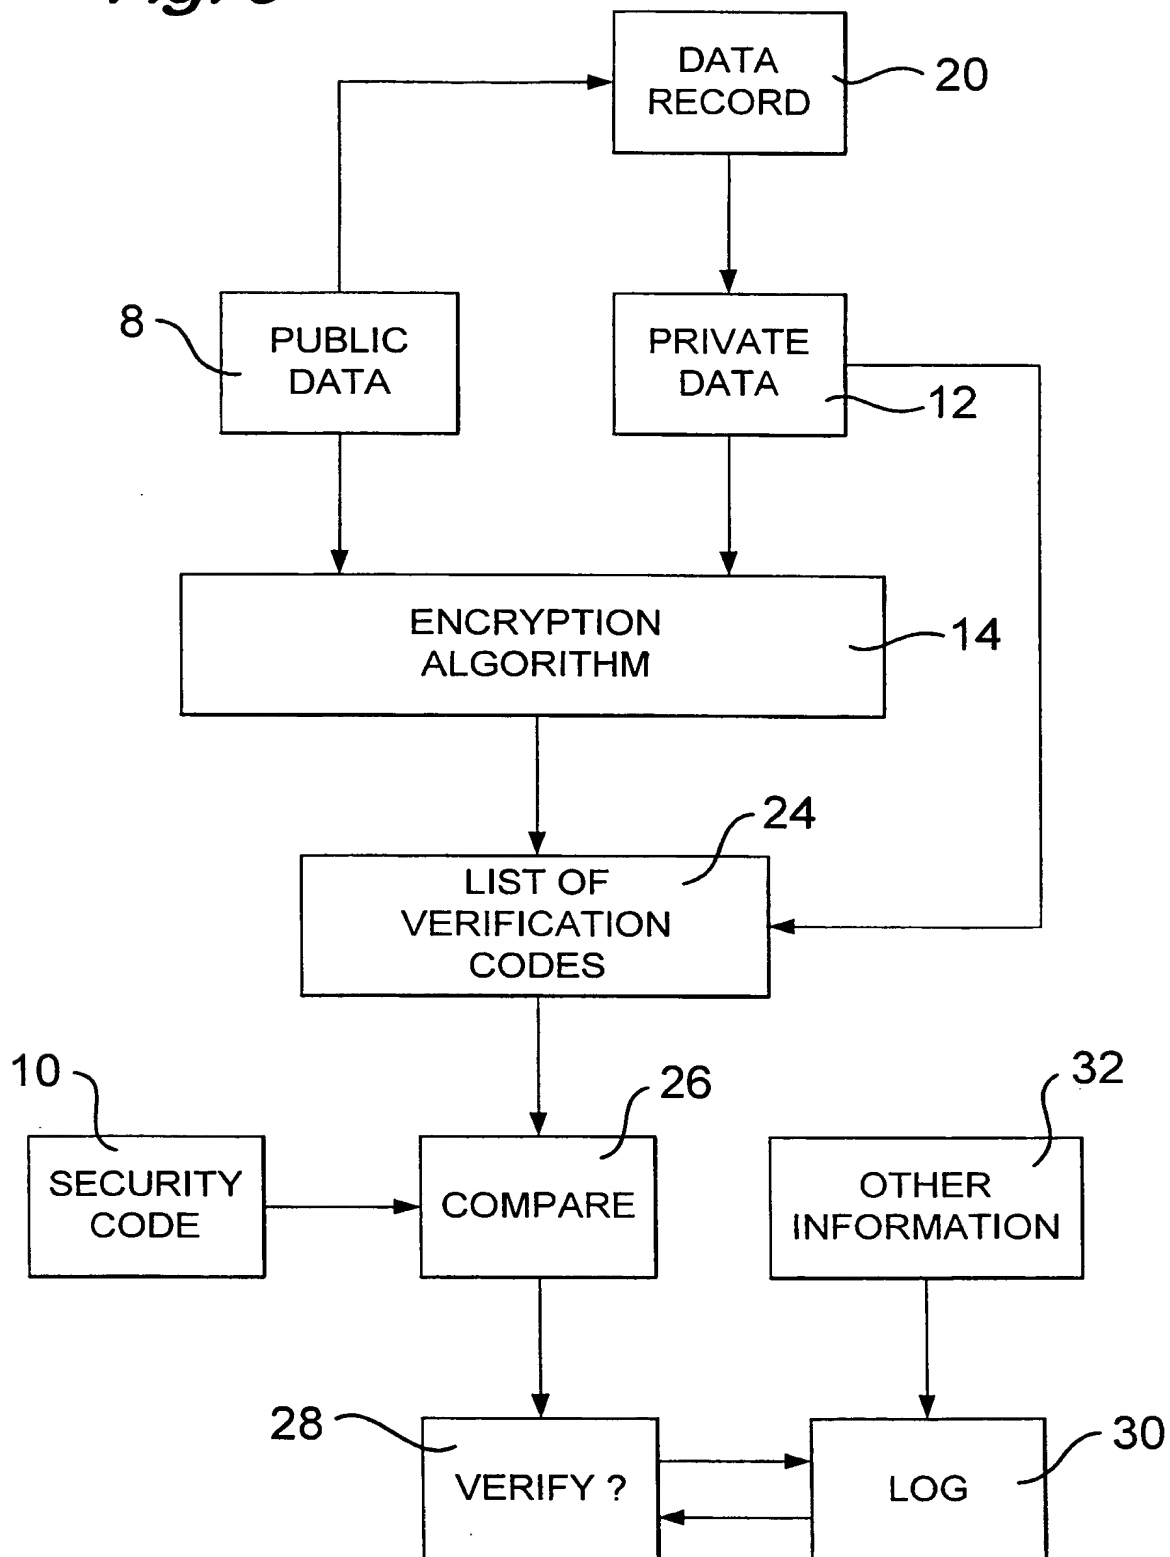 DATA
RECORD
20
8
PUBLIC
DATA
PRIVATE
DATA
12
ENCRYPTION
ALGORITHM
14
24
LIST OF
VERIFICATION
CODES
10
26
32
SECURITY
CODE
COMPARE
OTHER
INFORMATION
28
VERIFY ?
LOG
30